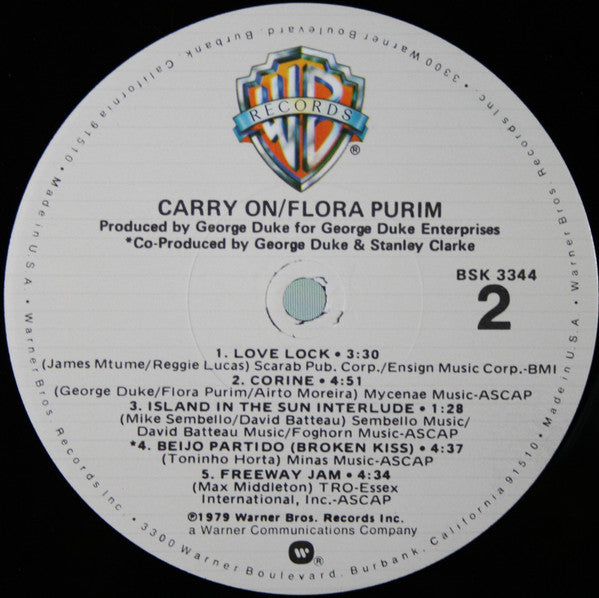 • 3300 Warner Boulevard, Burbank, California 91510 • Made in U.S.A. • Warner Bros. Records Inc. • 3300 Warner Boulevard, Burbank, California 91510 • Made in U.S.A. • Warner Bros. Records Inc.
WB
RECORDS
®
CARRY ON/FLORA PURIM
Produced by George Duke for George Duke Enterprises
*Co-Produced by George Duke & Stanley Clarke
BSK 3344
2
1. LOVE LOCK • 3:30
(James Mtume/Reggie Lucas) Scarab Pub. Corp./Ensign Music Corp.-BMI
2. CORINE • 4:51
(George Duke/Flora Purim/Airto Moreira) Mycenae Music-ASCAP
3. ISLAND IN THE SUN INTERLUDE • 1:28
(Mike Sembello/David Batteau) Sembello Music/
David Batteau Music/Foghorn Music-ASCAP
*4. BEIJO PARTIDO (BROKEN KISS) • 4:37
(Toninho Horta) Minas Music-ASCAP
5. FREEWAY JAM • 4:34
(Max Middleton) TRO-Essex
International, Inc.-ASCAP
℗1979 Warner Bros. Records Inc.
a Warner Communications Company
®